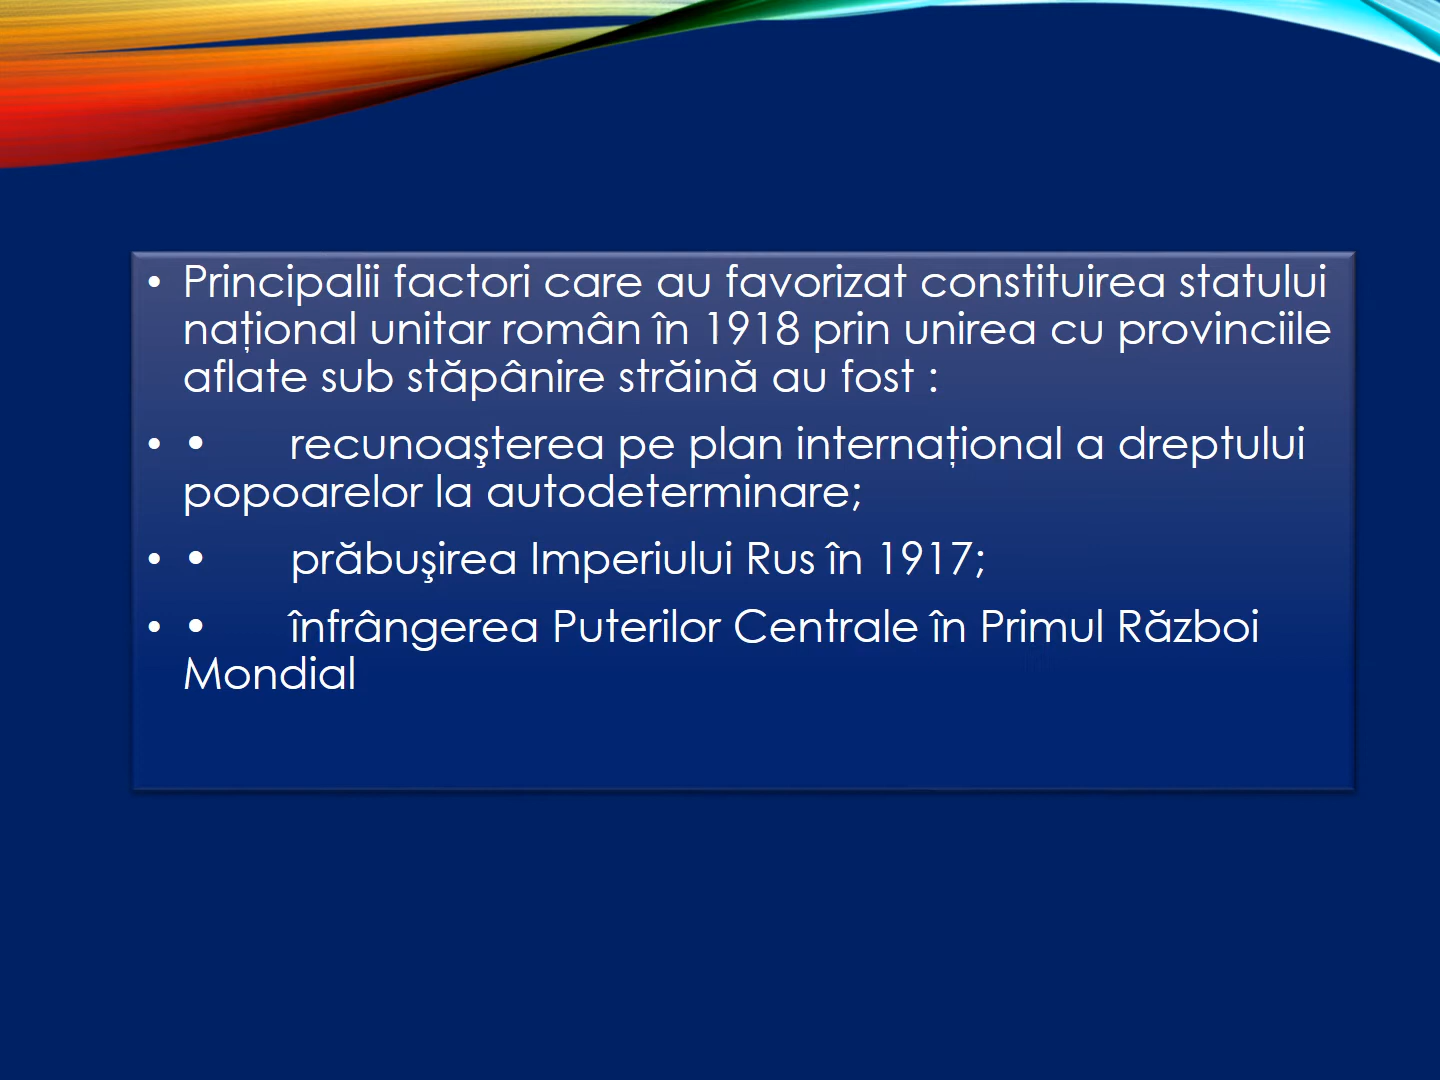 • Principalii factori care au favorizat constituirea statului
naţional unitar român în 1918 prin unirea cu provinciile
aflate sub stăpânire străină au fost :
• • recunoaşterea pe plan internaţional a dreptului
popoarelor la autodeterminare;
• • prăbuşirea Imperiului Rus în 1917;
• • înfrângerea Puterilor Centrale în Primul Război
Mondial